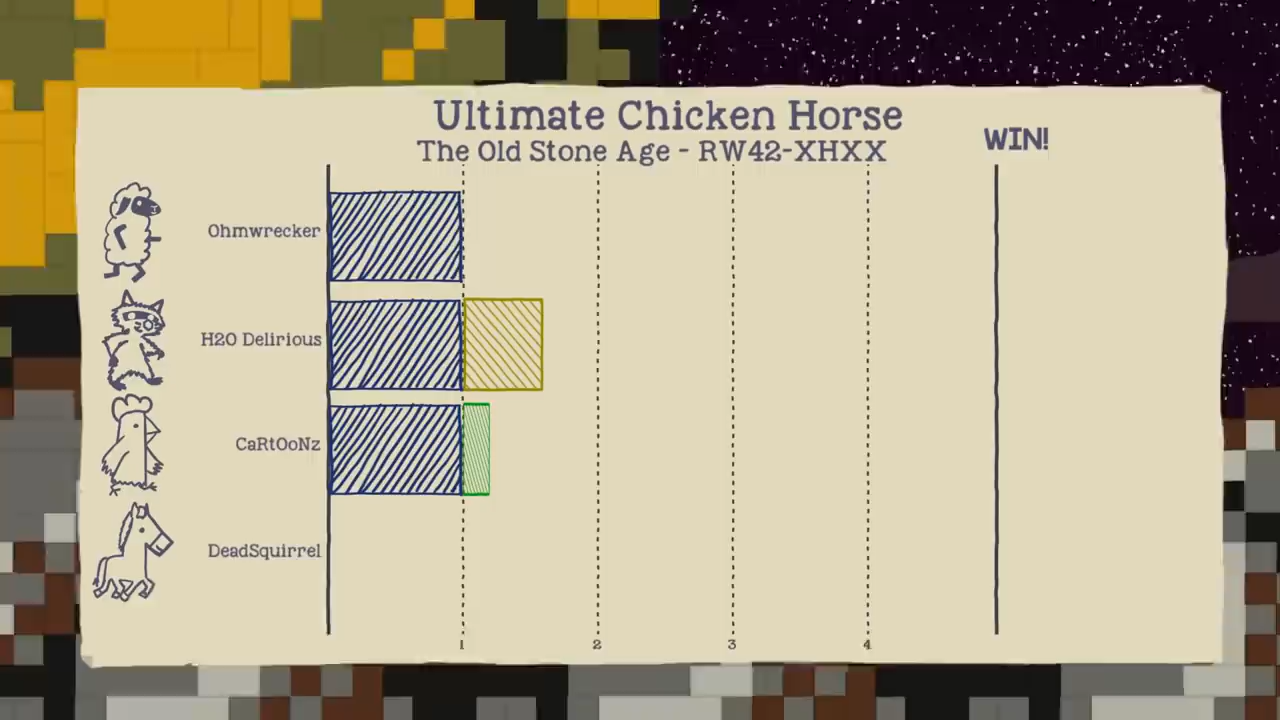 Ultimate Chicken Horse
The Old Stone Age - RW42-XHXX
WIN!
Ohmwrecker
H2O Delirious
CaRtOoNz
DeadSquirrel
1 2 3 4